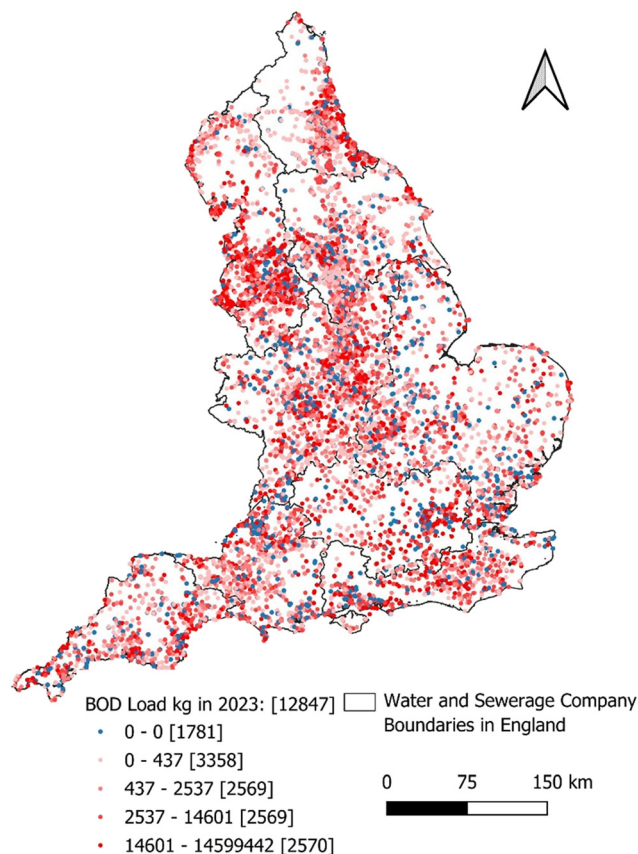 BOD Load kg in 2023: [12847]
0 - 0 [1781]
0 - 437 [3358]
437 - 2537 [2569]
2537 - 14601 [2569]
14601 - 14599442 [2570]
Water and Sewerage Company
Boundaries in England
0 75 150 km